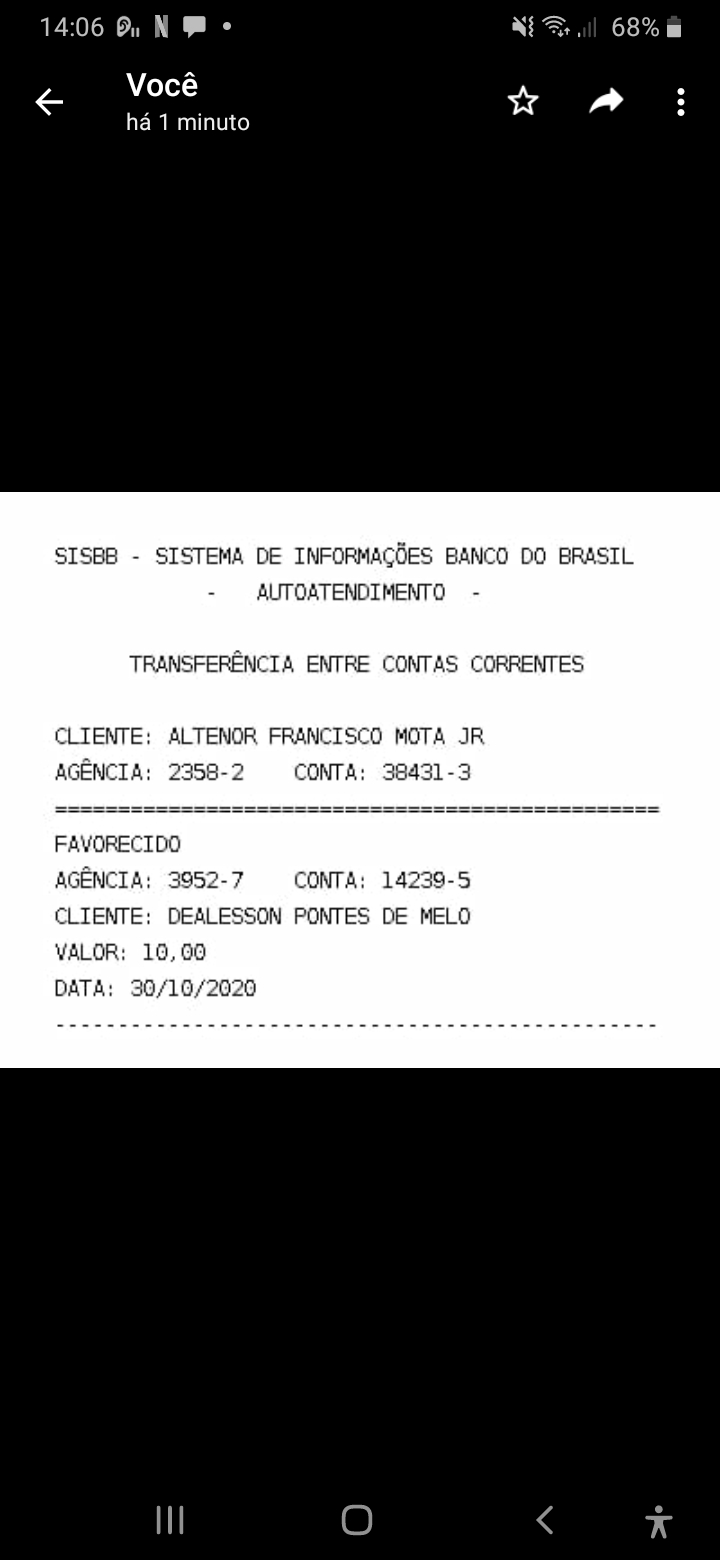 14:06 68%
Você
há 1 minuto
SISBB - SISTEMA DE INFORMAÇÕES BANCO DO BRASIL
- AUTOATENDIMENTO -
TRANSFERÊNCIA ENTRE CONTAS CORRENTES
CLIENTE: ALTENOR FRANCISCO MOTA JR
AGÊNCIA: 2358-2 CONTA: 38431-3
================================================
FAVORECIDO
AGÊNCIA: 3952-7 CONTA: 14239-5
CLIENTE: DEALESSON PONTES DE MELO
VALOR: 10,00
DATA: 30/10/2020
------------------------------------------------